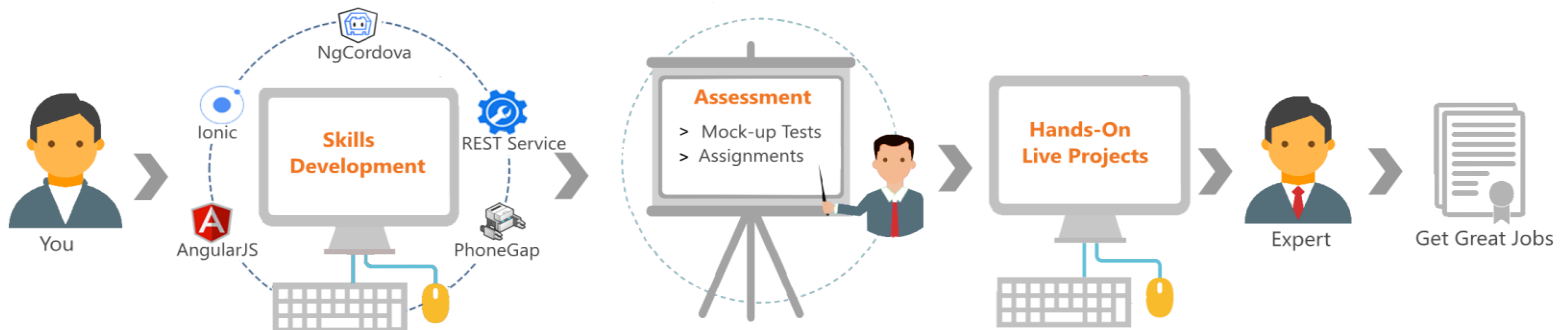 You
NgCordova
Ionic
REST Service
AngularJS
PhoneGap
Skills
Development
Assessment
> Mock-up Tests
> Assignments
Hands-On
Live Projects
Expert
Get Great Jobs